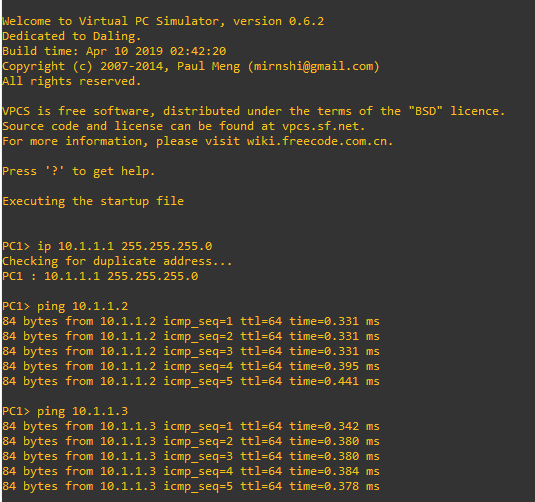 Welcome to Virtual PC Simulator, version 0.6.2
Dedicated to Daling.
Build time: Apr 10 2019 02:42:20
Copyright (c) 2007-2014, Paul Meng (mirnshi@gmail.com)
All rights reserved.
VPCS is free software, distributed under the terms of the "BSD" licence.
Source code and license can be found at vpcs.sf.net.
For more information, please visit wiki.freecode.com.cn.
Press '?' to get help.
Executing the startup file
PC1> ip 10.1.1.1 255.255.255.0
Checking for duplicate address...
PC1 : 10.1.1.1 255.255.255.0
PC1> ping 10.1.1.2
84 bytes from 10.1.1.2 icmp_seq=1 ttl=64 time=0.331 ms
84 bytes from 10.1.1.2 icmp_seq=2 ttl=64 time=0.331 ms
84 bytes from 10.1.1.2 icmp_seq=3 ttl=64 time=0.331 ms
84 bytes from 10.1.1.2 icmp_seq=4 ttl=64 time=0.395 ms
84 bytes from 10.1.1.2 icmp_seq=5 ttl=64 time=0.441 ms
PC1> ping 10.1.1.3
84 bytes from 10.1.1.3 icmp_seq=1 ttl=64 time=0.342 ms
84 bytes from 10.1.1.3 icmp_seq=2 ttl=64 time=0.380 ms
84 bytes from 10.1.1.3 icmp_seq=3 ttl=64 time=0.380 ms
84 bytes from 10.1.1.3 icmp_seq=4 ttl=64 time=0.384 ms
84 bytes from 10.1.1.3 icmp_seq=5 ttl=64 time=0.378 ms